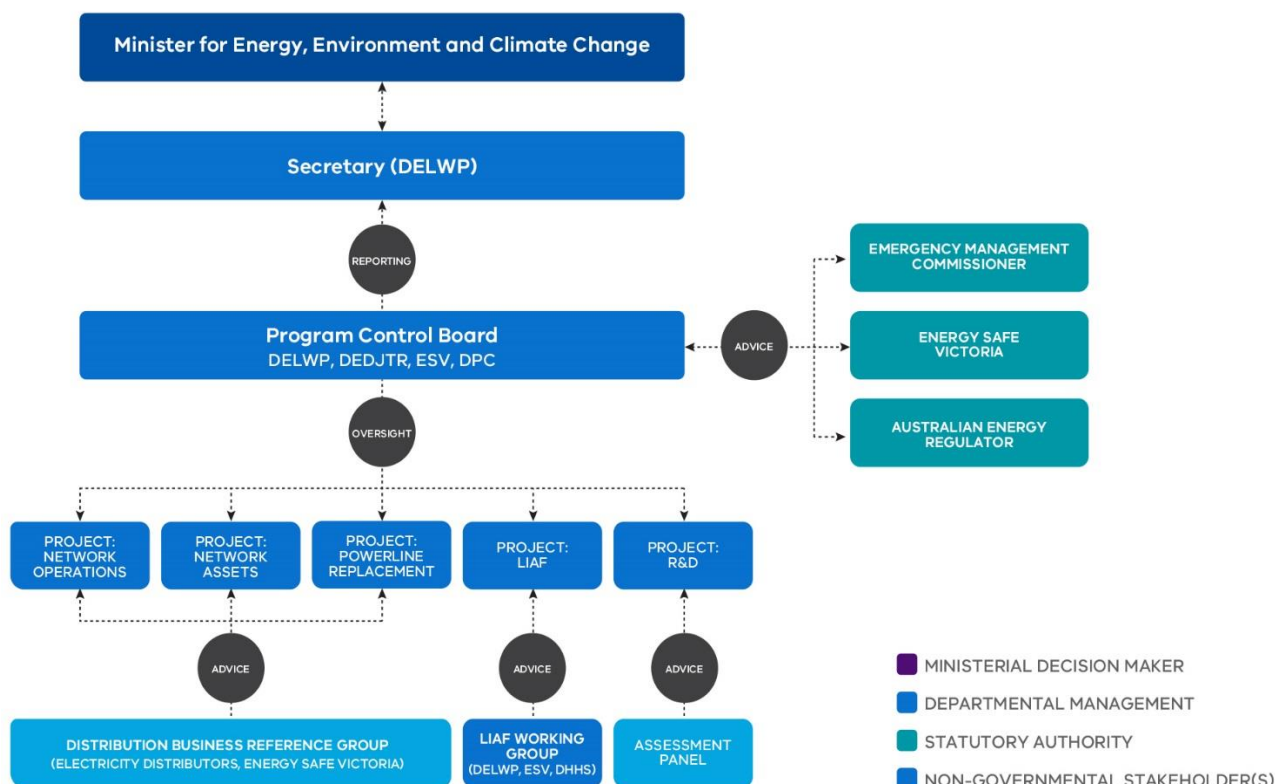 Minister for Energy, Environment and Climate Change
Secretary (DELWP)
REPORTING
Program Control Board
DELWP, DEDJTR, ESV, DPC
ADVICE
EMERGENCY MANAGEMENT
COMMISSIONER
ENERGY SAFE
VICTORIA
AUSTRALIAN ENERGY
REGULATOR
OVERSIGHT
PROJECT:
NETWORK
OPERATIONS
PROJECT:
NETWORK
ASSETS
PROJECT:
POWERLINE
REPLACEMENT
PROJECT:
LIAF
PROJECT:
R&D
ADVICE
ADVICE
ADVICE
DISTRIBUTION BUSINESS REFERENCE GROUP
(ELECTRICITY DISTRIBUTORS, ENERGY SAFE VICTORIA)
LIAF WORKING
GROUP
(DELWP, ESV, DHHS)
ASSESSMENT
PANEL
MINISTERIAL DECISION MAKER
DEPARTMENTAL MANAGEMENT
STATUTORY AUTHORITY
NON-GOVERNMENTAL STAKEHOLDER(S)